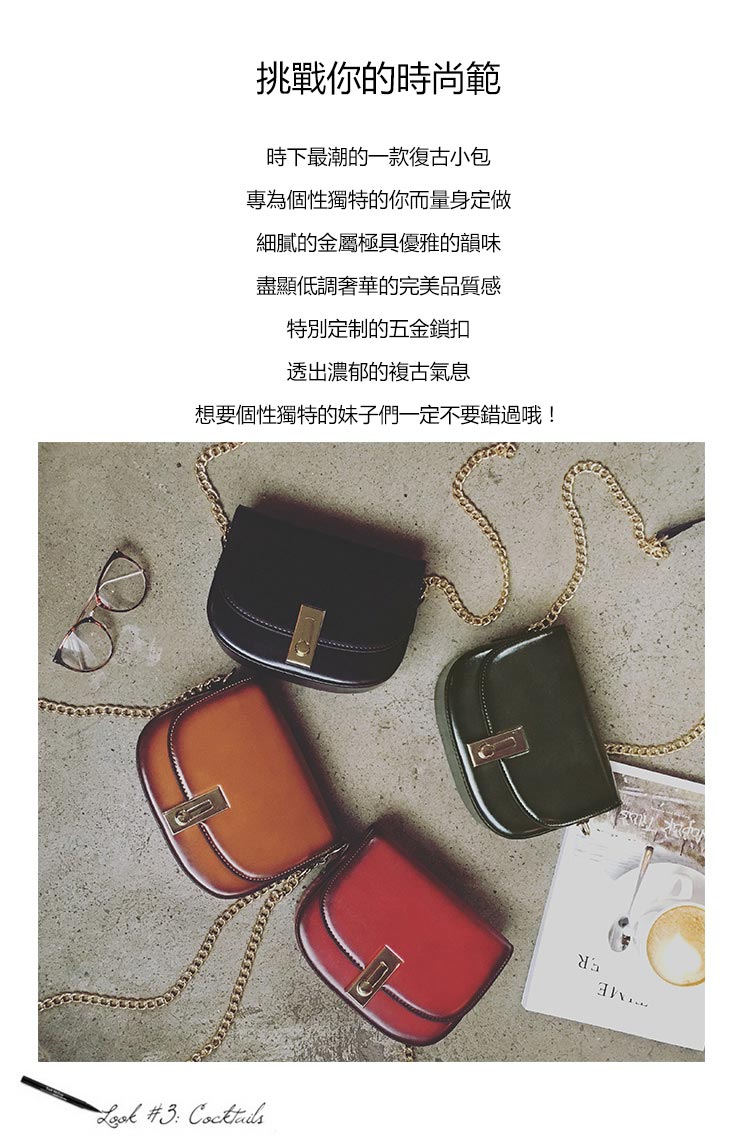 挑戰你的時尚範
時下最潮的一款復古小包
專為個性獨特的你而量身定做
細膩的金屬極具優雅的韻味
盡顯低調奢華的完美品質感
特別定制的五金鎖扣
透出濃郁的複古氣息
想要個性獨特的妹子們一定不要錯過哦！
TIME
ER
Look #3: Cocktails